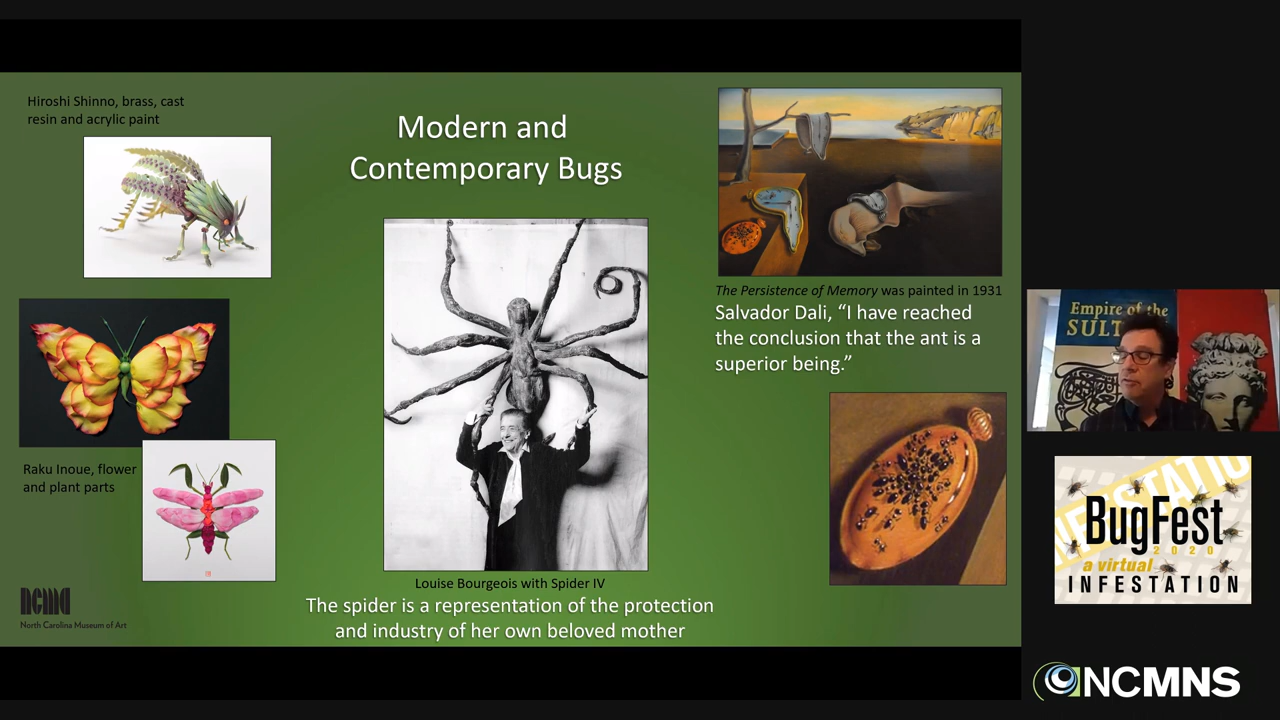 Hiroshi Shinno, brass, cast
resin and acrylic paint
Modern and
Contemporary Bugs
The Persistence of Memory was painted in 1931
Salvador Dali, “I have reached
the conclusion that the ant is a
superior being.”
Raku Inoue, flower
and plant parts
Louise Bourgeois with Spider IV
The spider is a representation of the protection
and industry of her own beloved mother
ncma
North Carolina Museum of Art
Empire of the
SULT
INFESTATIO
BugFest
2020
a virtual
INFESTATION
NCMNS